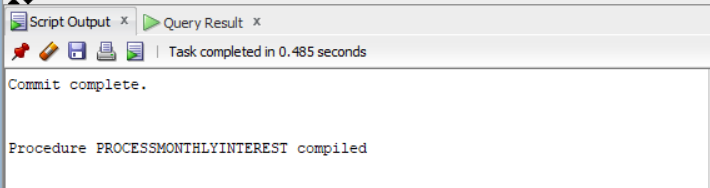 Script Output x Query Result x
Task completed in 0.485 seconds
Commit complete.
Procedure PROCESSMONTHLYINTEREST compiled